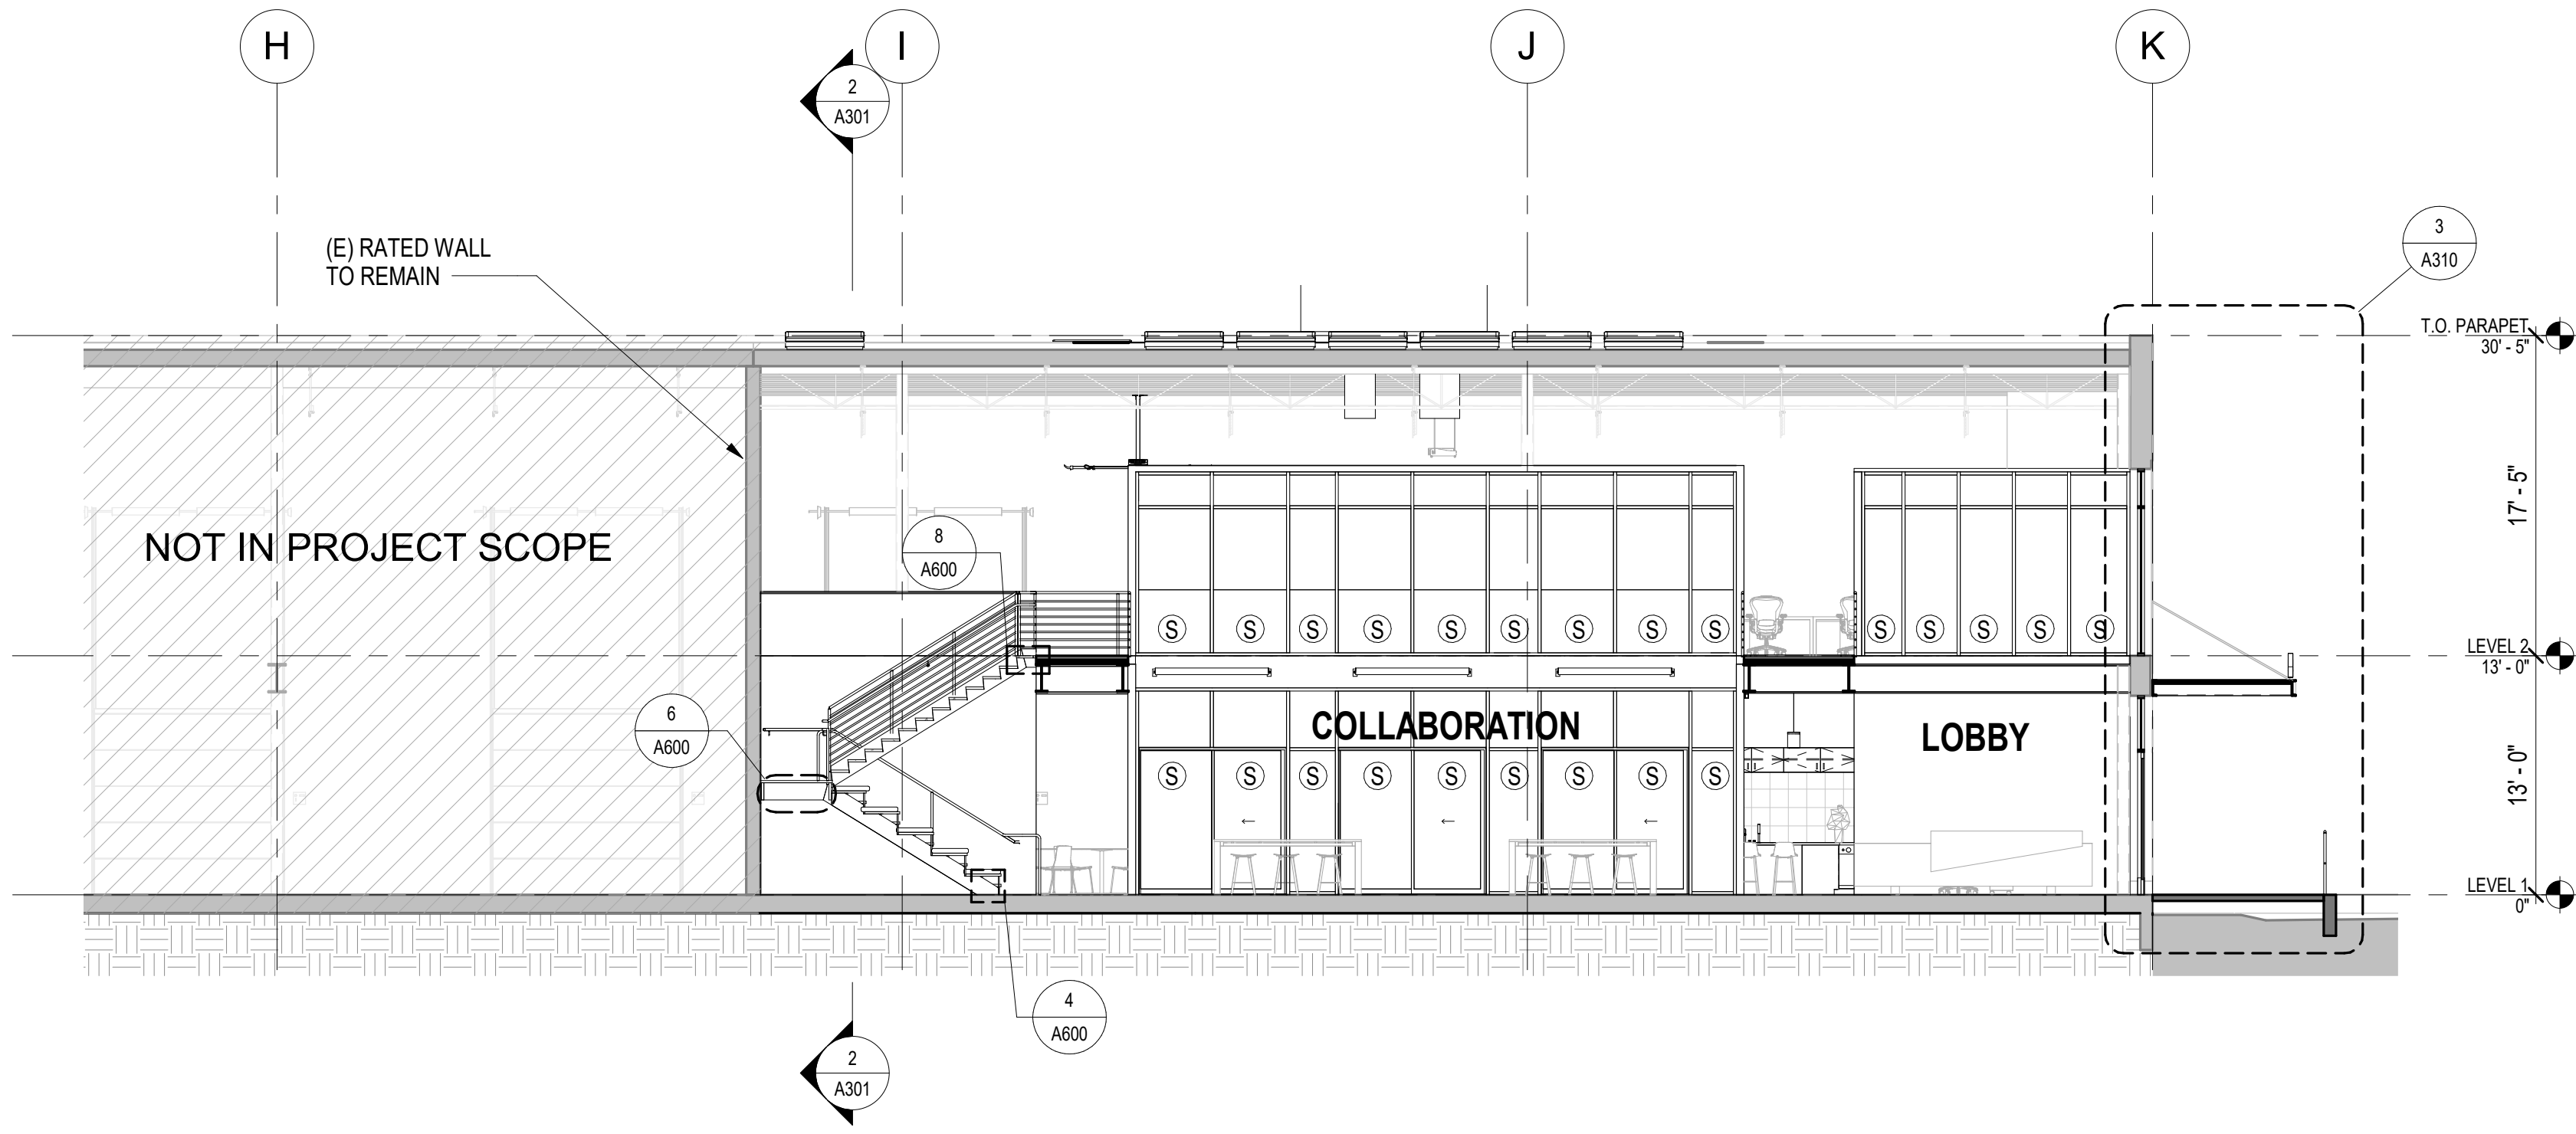 H
I
J
K
2
A301
(E) RATED WALL
TO REMAIN
3
A310
T.O. PARAPET
30' - 5"
17' - 5"
NOT IN PROJECT SCOPE
8
A600
S S S S S S S S S S S S S S
LEVEL 2
13' - 0"
6
A600
COLLABORATION
LOBBY
S S S S S S S S S
13' - 0"
LEVEL 1
0"
4
A600
2
A301